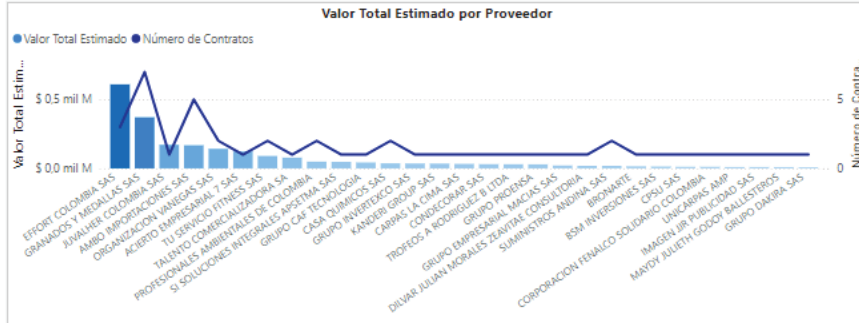 Valor Total Estimado por Proveedor
Valor Total Estimado Número de Contratos
Valor Total Estim...
$ 0,5 mil M
$ 0,0 mil M
5
0
Número de Contra
EFFORT COLOMBIA SAS
GRANADOS Y MEDALLAS SAS
JUVALHER COLOMBIA SAS
AMBO IMPORTACIONES SAS
ORGANIZACION VANEGAS SAS
ACIERTO EMPRESARIAL 7 SAS
TU SERVICIO FITNESS SAS
TALENTO COMERCIALIZADORA SA
PROFESIONALES AMBIENTALES DE COLOMBIA
SI SOLUCIONES INTEGRALES APSETMA SAS
GRUPO CAF TECNOLOGIA
CASA QUIMICOS SAS
GRUPO INVERTEXCO SAS
KANDERI GROUP SAS
CARPAS LA CIMA SAS
CONDECORAR SAS
TROFEOS A RODRIGUEZ B LTDA
GRUPO PROENSA
GRUPO EMPRESARIAL MACIAS SAS
DILVAR JULIAN MORALES ZEAVITAE CONSULTORIA
SUMINISTROS ANDINA SAS
BRONARTE
BSM INVERSIONES SAS
CPSU SAS
CORPORACION FENALCO SOLIDARIO COLOMBIA
UNICARPAS AMP
IMAGEN JJR PUBLICIDAD SAS
MAYDY JULIETH GODOY BALLESTEROS
GRUPO DAKIRA SAS